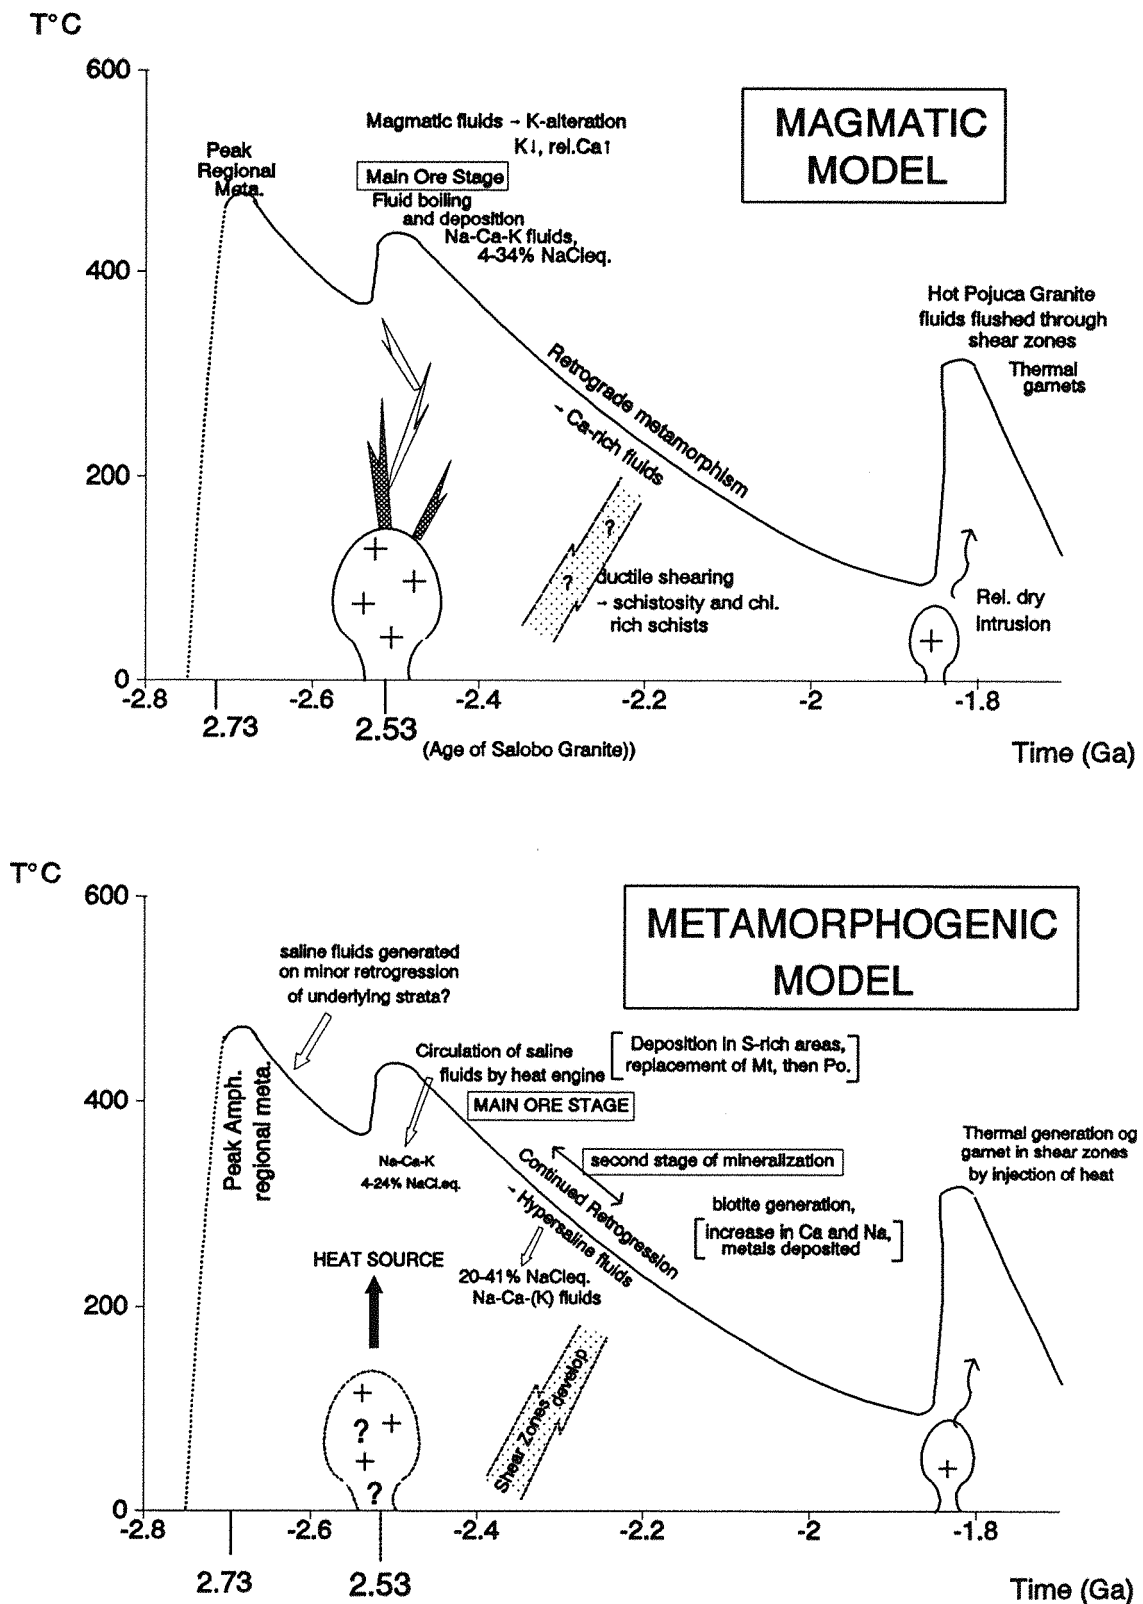 T°C
600
400
200
0
MAGMATIC
MODEL
Magmatic fluids → K-alteration
K↓, rel.Ca↑
Peak
Regional
Meta.
Main Ore Stage
Fluid boiling
and deposition
Na-Ca-K fluids,
4-34% NaCleq.
Hot Pojuca Granite
fluids flushed through
shear zones
Thermal
garnets
Retrograde metamorphism
→ Ca-rich fluids
?
?
ductile shearing
→ schistosity and chl.
rich schists
Rel. dry
intrusion
+
+
+
+
+
-2.8
-2.6
-2.4
-2.2
-2
-1.8
2.73
2.53
(Age of Salobo Granite))
Time (Ga)
T°C
600
400
200
0
METAMORPHOGENIC
MODEL
saline fluids generated
on minor retrogression
of underlying strata?
Circulation of saline
fluids by heat engine
[Deposition in S-rich areas,
replacement of Mt, then Po.]
MAIN ORE STAGE
Peak Amph.
regional meta.
Na-Ca-K
4-24% NaCl.eq.
second stage of mineralization
Continued Retrogression
→ Hypersaline fluids
biotite generation,
[increase in Ca and Na,
metals deposited]
Thermal generation og
garnet in shear zones
by injection of heat
HEAT SOURCE
20-41% NaCleq.
Na-Ca-(K) fluids
Shear Zones
develop
+
?
+
+
?
+
-2.8
-2.6
-2.4
-2.2
-2
-1.8
2.73
2.53
Time (Ga)